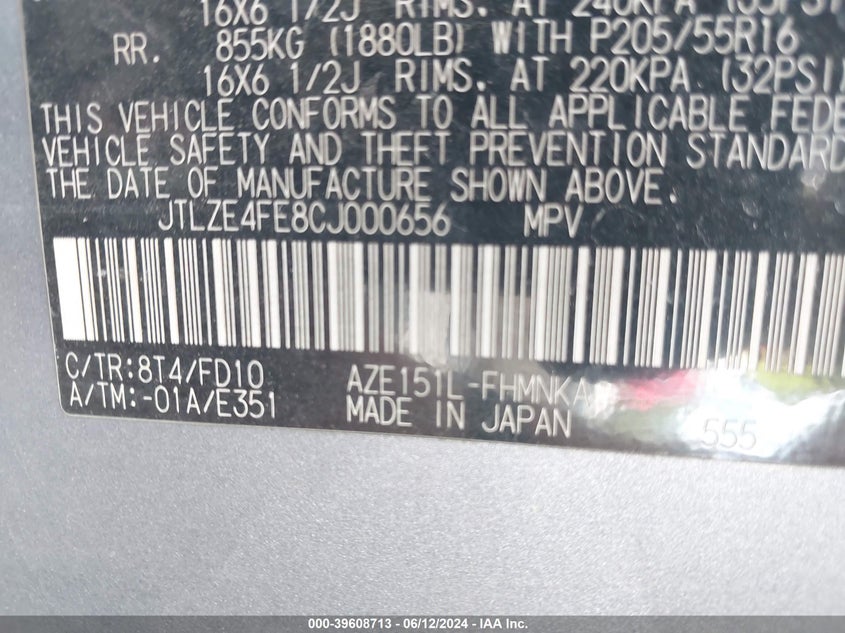 16X6 1/2J RIMS. AT 240KPA (35PSI
RR. 855KG (1880LB) WITH P205/55R16
16X6 1/2J RIMS. AT 220KPA (32PSI)
THIS VEHICLE CONFORMS TO ALL APPLICABLE FEDE
VEHICLE SAFETY AND THEFT PREVENTION STANDARD
THE DATE OF MANUFACTURE SHOWN ABOVE.
JTLZE4FE8CJ000656 MPV
C/TR:8T4/FD10 AZE151L-FHMNKA
A/TM:-01A/E351 MADE IN JAPAN 555
000-39608713 - 06/12/2024 - IAA Inc.